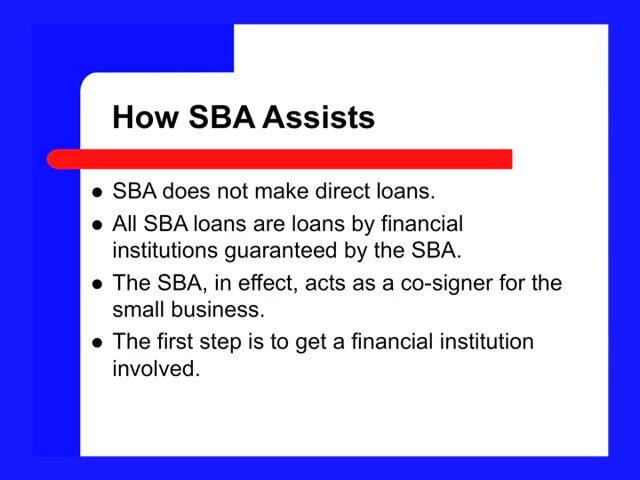 How SBA Assists
● SBA does not make direct loans.
● All SBA loans are loans by financial
institutions guaranteed by the SBA.
● The SBA, in effect, acts as a co-signer for the
small business.
● The first step is to get a financial institution
involved.